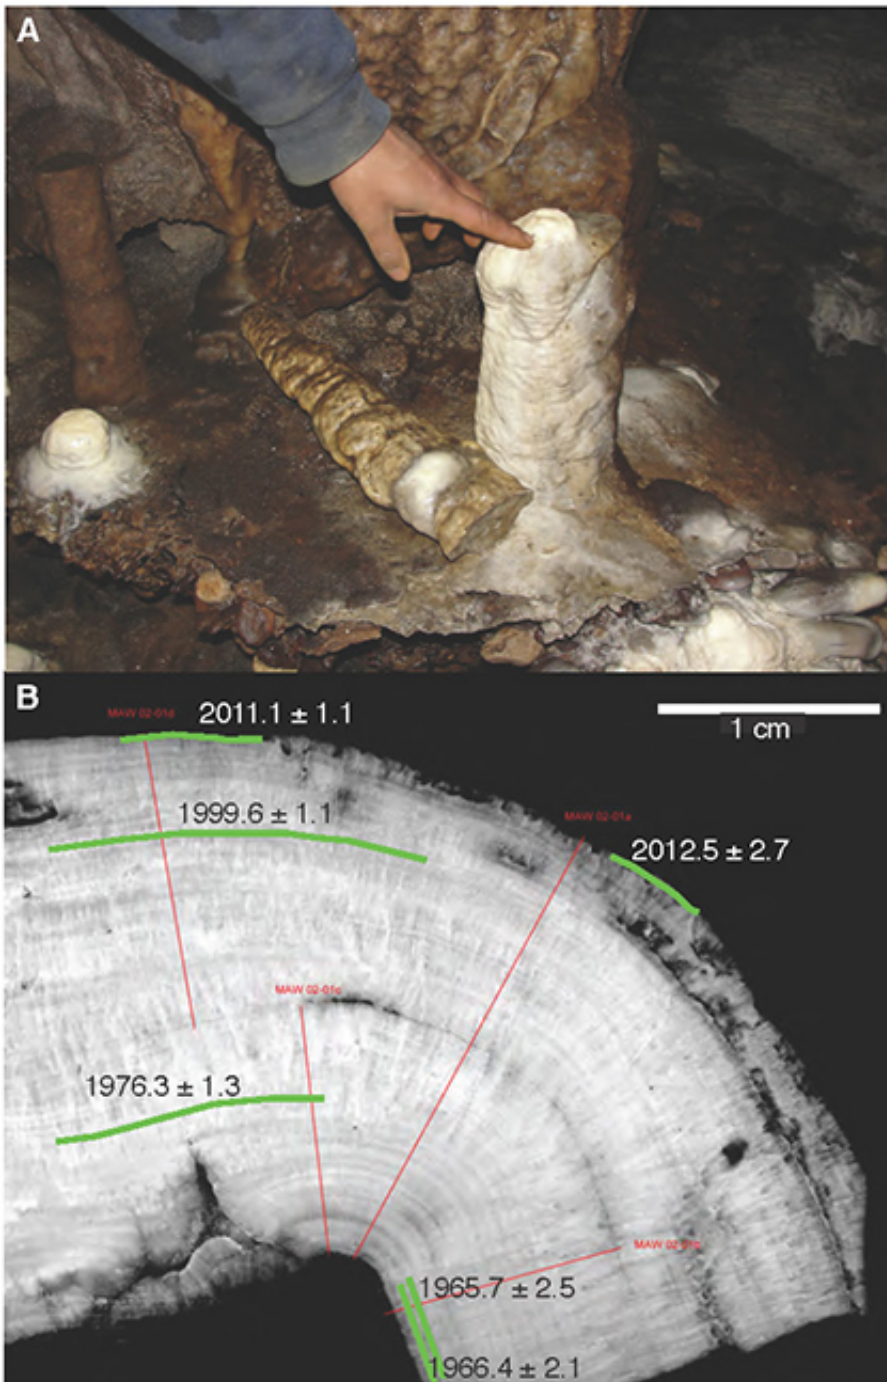 A
B
MAW 02-01d
2011.1 ± 1.1
1 cm
1999.6 ± 1.1
MAW 02-01a
2012.5 ± 2.7
MAW 02-01c
1976.3 ± 1.3
MAW 02-01b
1965.7 ± 2.5
1966.4 ± 2.1